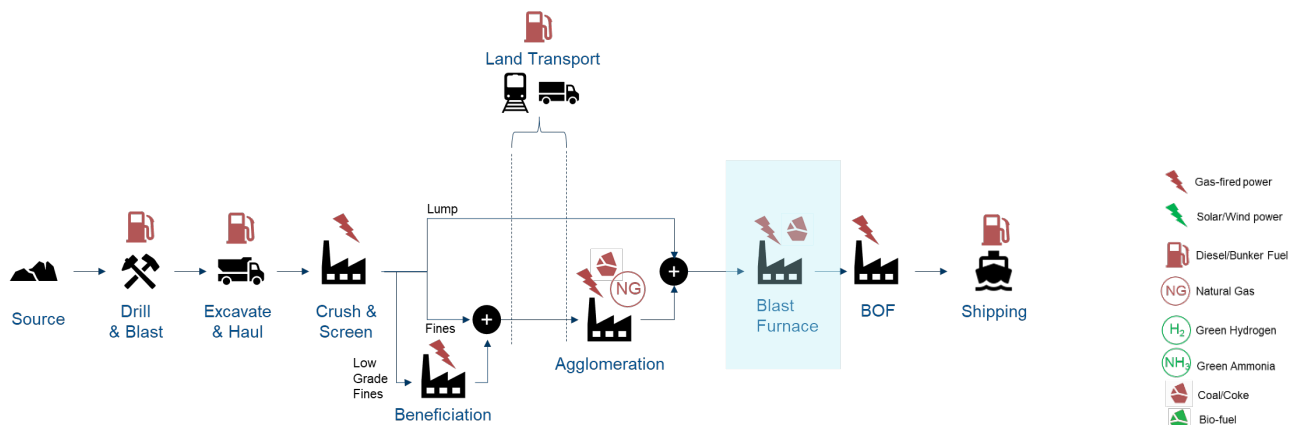 Land Transport
Lump
Source
Drill
& Blast
Excavate
& Haul
Crush &
Screen
Fines
Low
Grade
Fines
Beneficiation
+
NG
Agglomeration
+
Blast
Furnace
BOF
Shipping
Gas-fired power
Solar/Wind power
Diesel/Bunker Fuel
NG Natural Gas
H₂ Green Hydrogen
NH₃ Green Ammonia
Coal/Coke
Bio-fuel